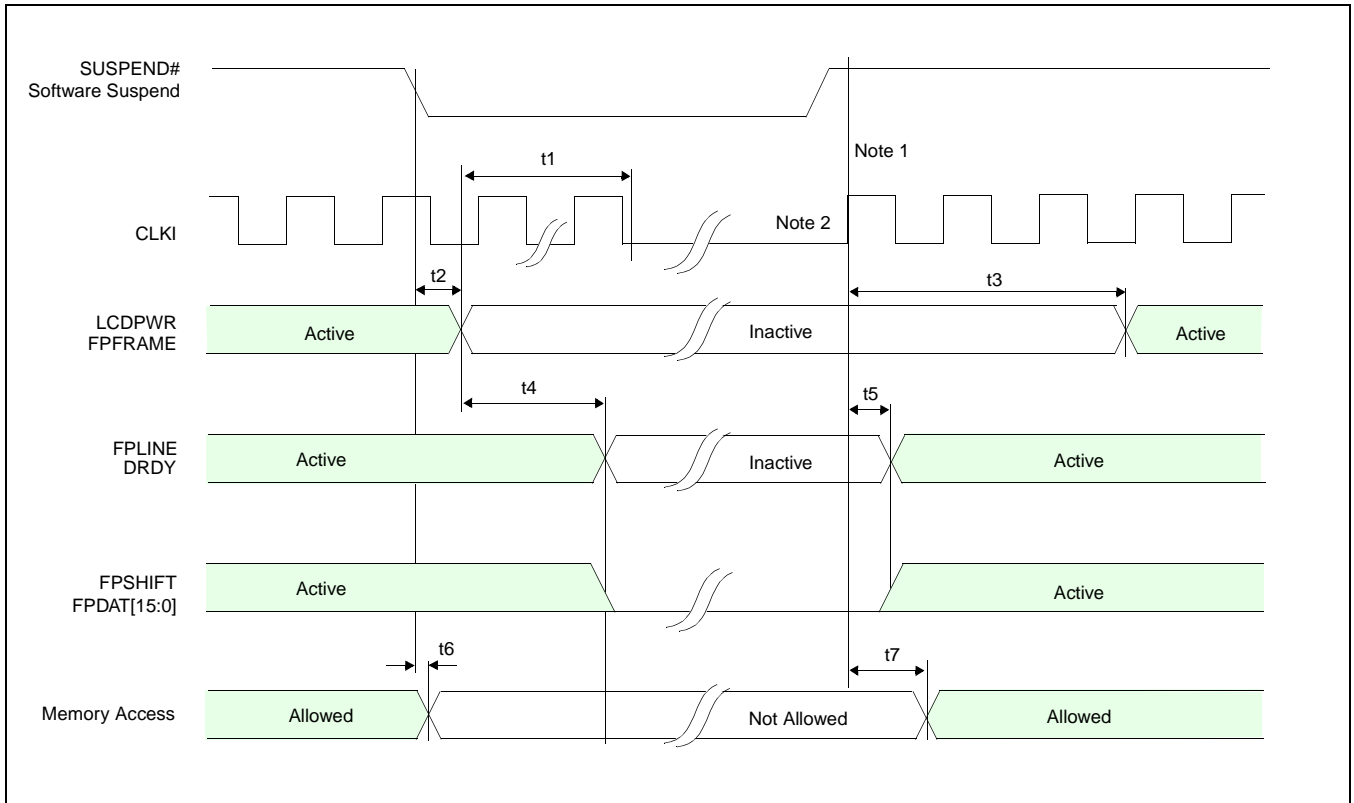 SUSPEND#
Software Suspend
Note 1
t1
CLKI
Note 2
t2
t3
LCDPWR
FPFRAME
Active
Inactive
Active
t4
t5
FPLINE
DRDY
Active
Inactive
Active
FPSHIFT
FPDAT[15:0]
Active
Active
t6
t7
Memory Access
Allowed
Not Allowed
Allowed